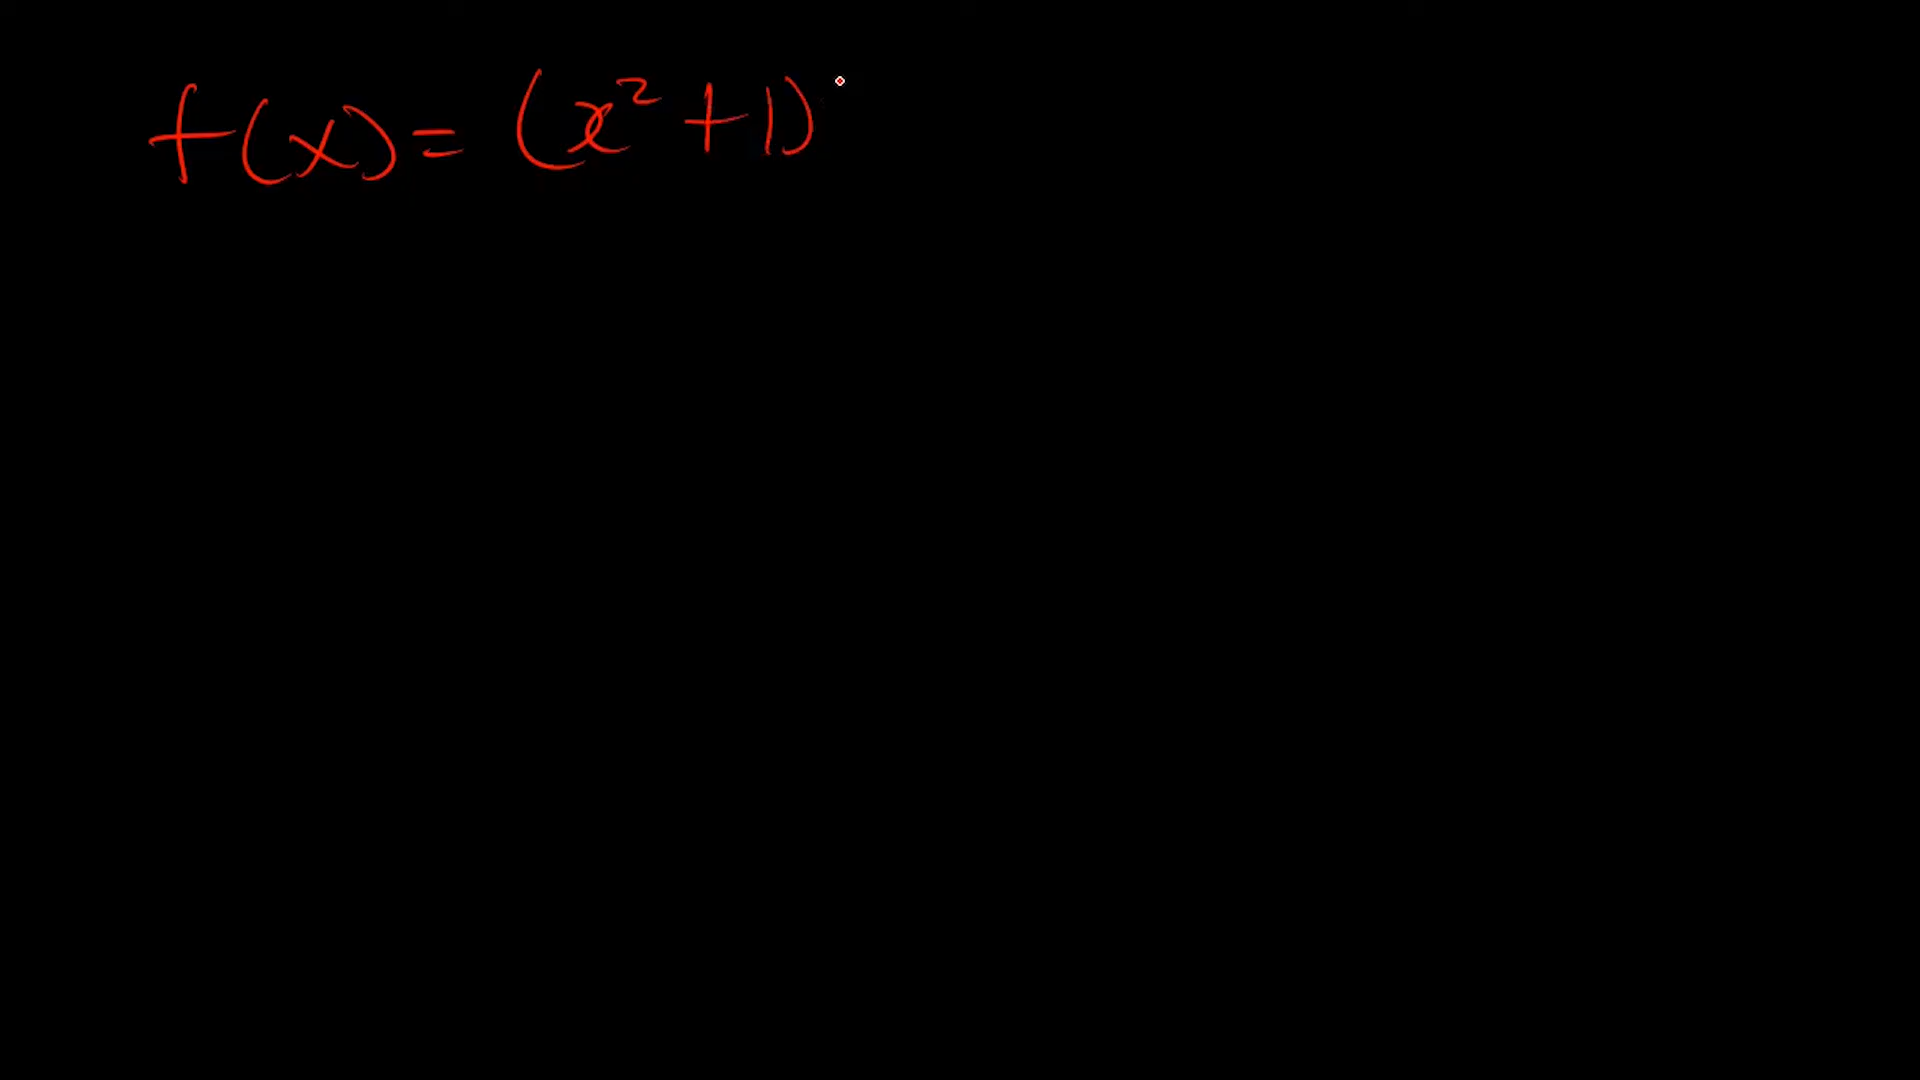 f(x) = (x² + 1)